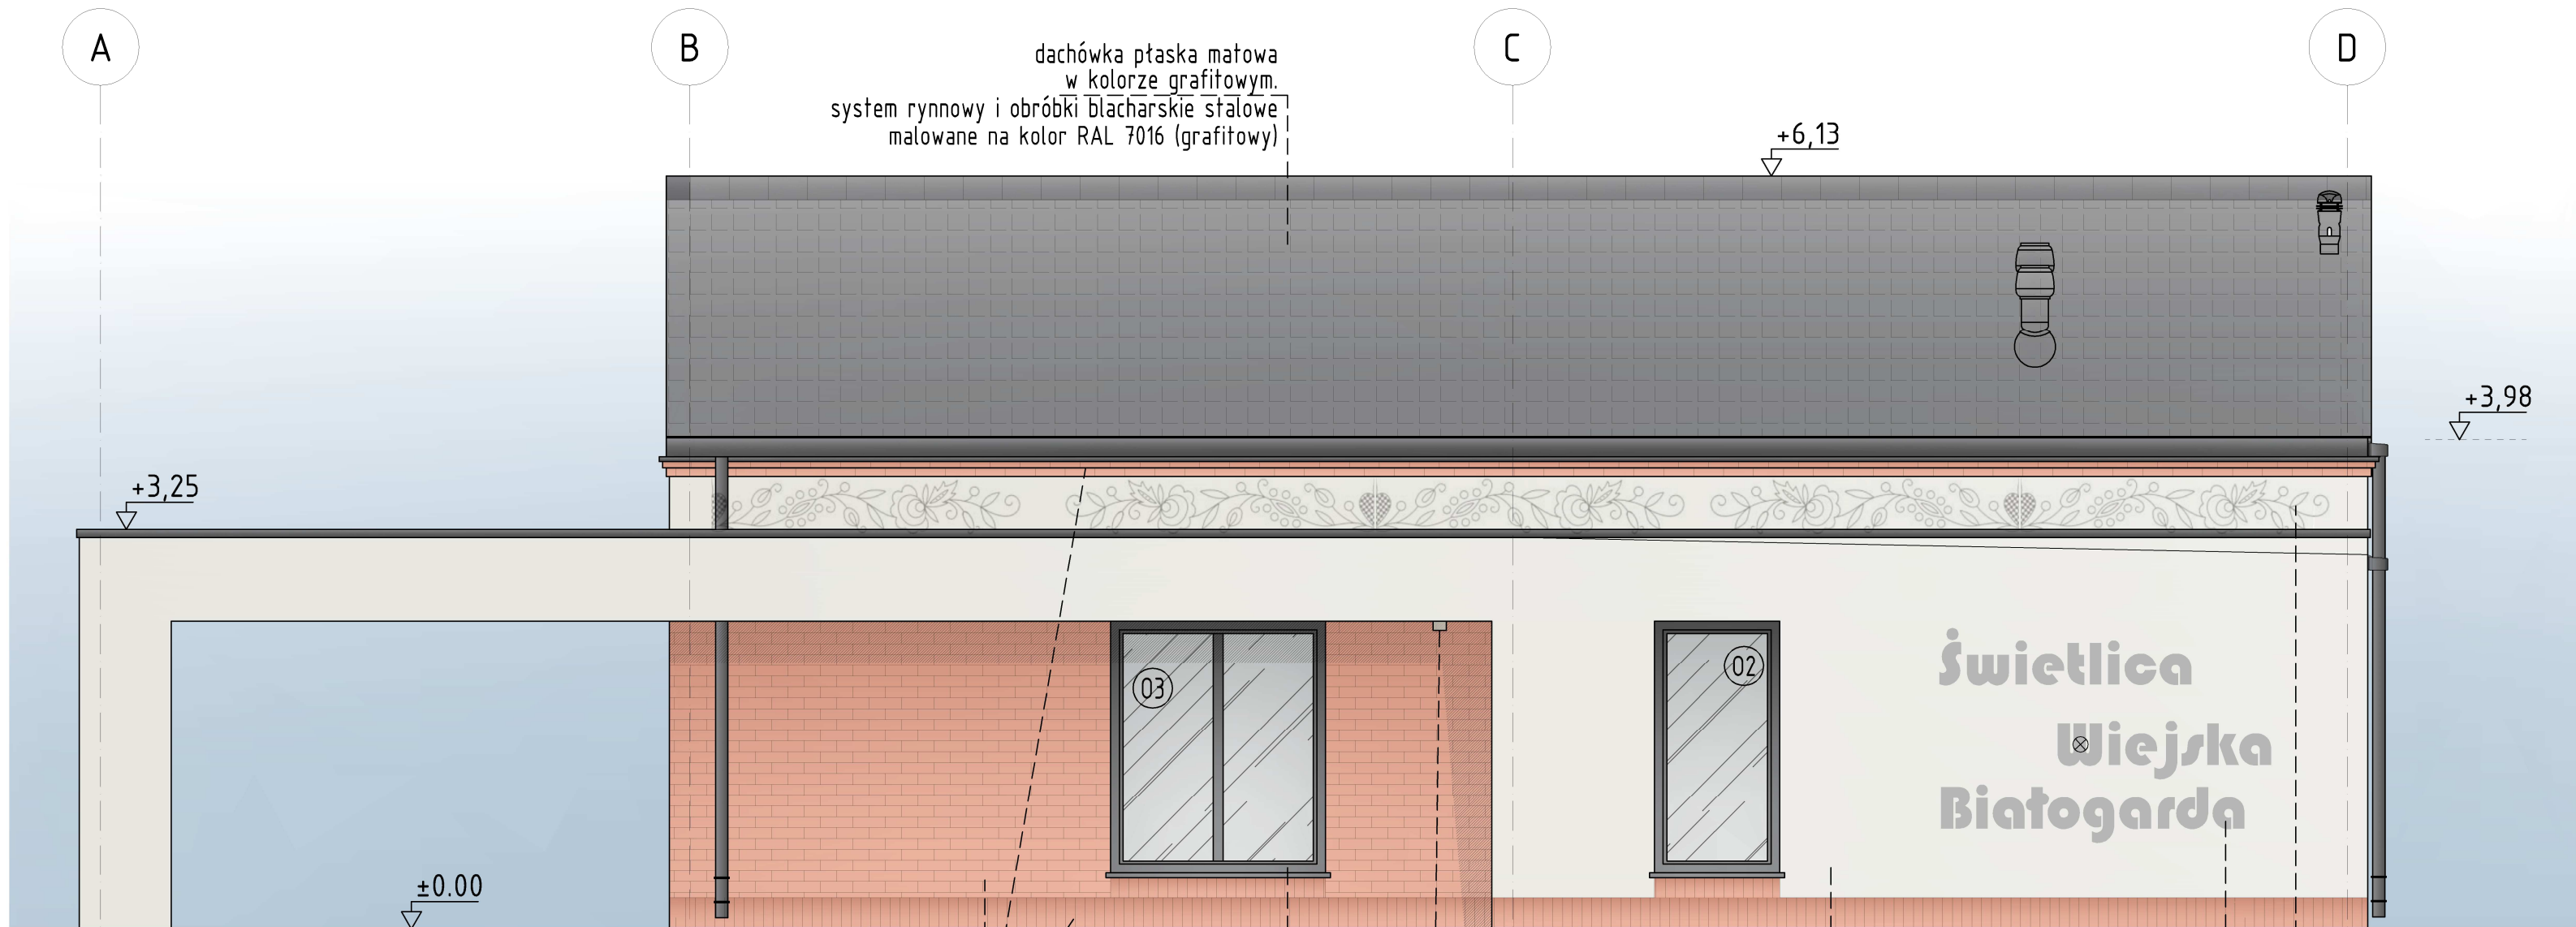 A
B
C
D
dachówka płaska matowa
w kolorze grafitowym.
system rynnowy i obróbki blacharskie stalowe
malowane na kolor RAL 7016 (grafitowy)
+6,13
+3,98
+3,25
03
02
Świetlica
Wiejska
Białogarda
±0.00